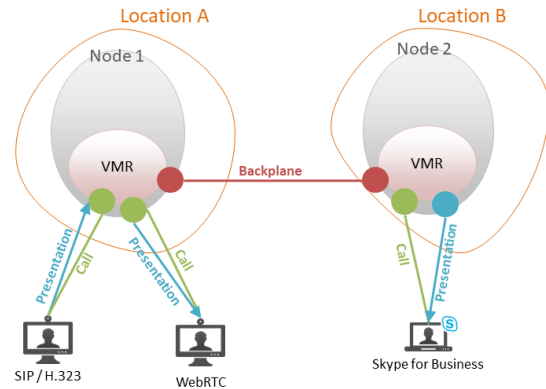 Location A
Location B
Node 1
Node 2
VMR
VMR
Backplane
Presentation
Call
Presentation
Call
Call
Presentation
SIP / H.323
WebRTC
Skype for Business
S